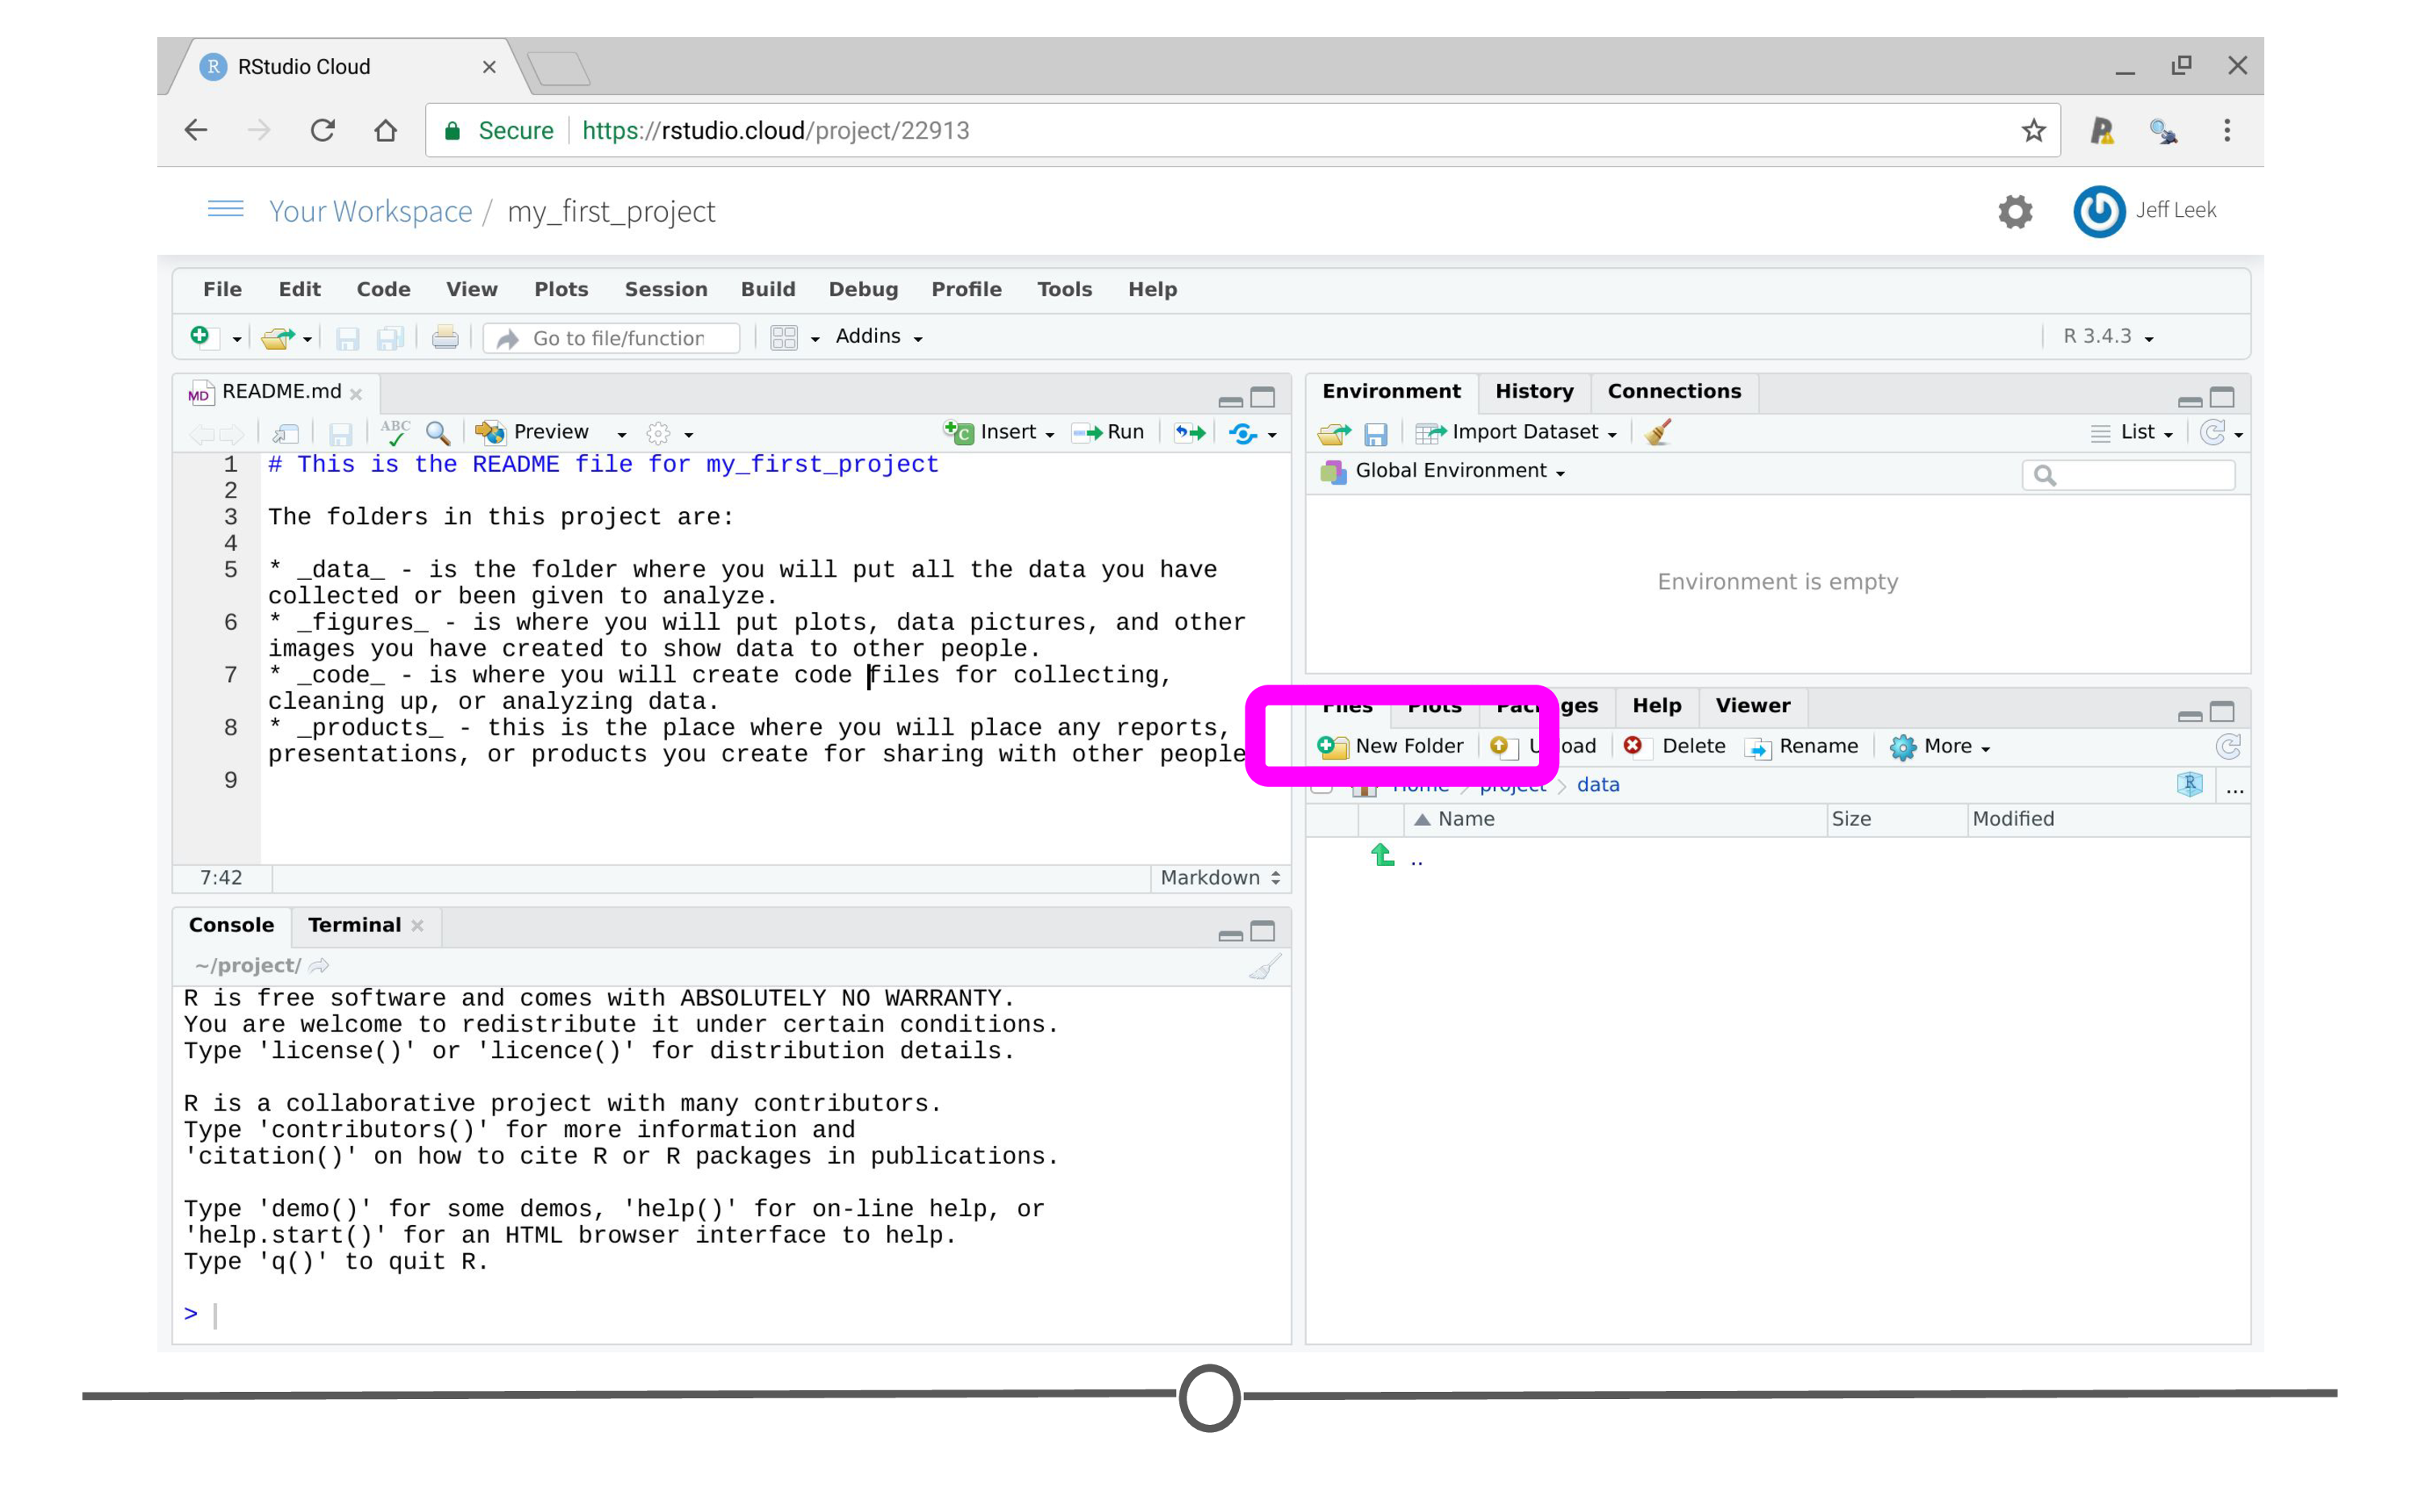 RStudio Cloud
Secure https://rstudio.cloud/project/22913
Your Workspace / my_first_project
Jeff Leek
File Edit Code View Plots Session Build Debug Profile Tools Help
Go to file/function Addins R 3.4.3
MD README.md
ABC Preview Insert Run
1 # This is the README file for my_first_project
2
3 The folders in this project are:
4
5 * _data_ - is the folder where you will put all the data you have
collected or been given to analyze.
6 * _figures_ - is where you will put plots, data pictures, and other
images you have created to show data to other people.
7 * _code_ - is where you will create code files for collecting,
cleaning up, or analyzing data.
8 * _products_ - this is the place where you will place any reports,
presentations, or products you create for sharing with other people
9
7:42 Markdown
Console Terminal
~/project/
R is free software and comes with ABSOLUTELY NO WARRANTY.
You are welcome to redistribute it under certain conditions.
Type 'license()' or 'licence()' for distribution details.
R is a collaborative project with many contributors.
Type 'contributors()' for more information and
'citation()' on how to cite R or R packages in publications.
Type 'demo()' for some demos, 'help()' for on-line help, or
'help.start()' for an HTML browser interface to help.
Type 'q()' to quit R.
>
Environment History Connections
Import Dataset List
Global Environment
Environment is empty
Files Plots Packages Help Viewer
New Folder Upload Delete Rename More
Home project data R ...
Name Size Modified
..